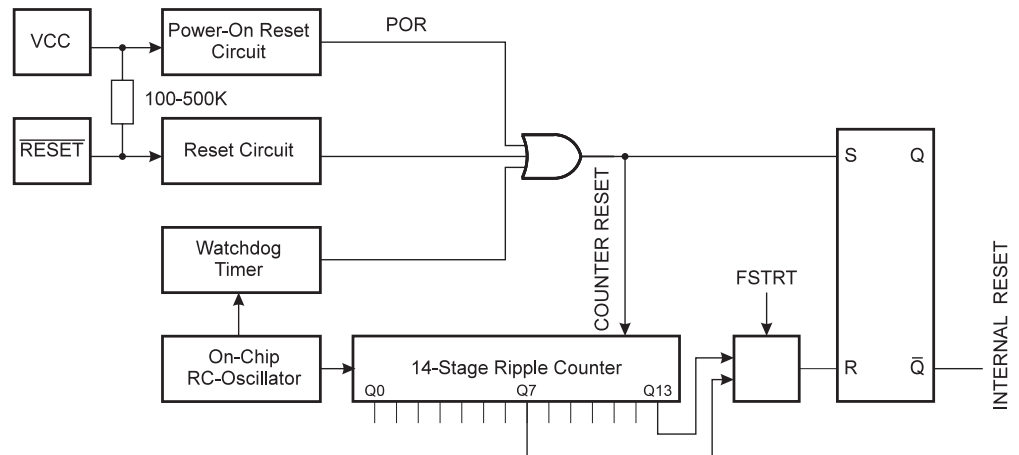 VCC
Power-On Reset
Circuit
POR
100-500K
RESET
Reset Circuit
S
Q
COUNTER RESET
Watchdog
Timer
FSTRT
On-Chip
RC-Oscillator
14-Stage Ripple Counter
Q0
Q7
Q13
R
Q̅
INTERNAL RESET